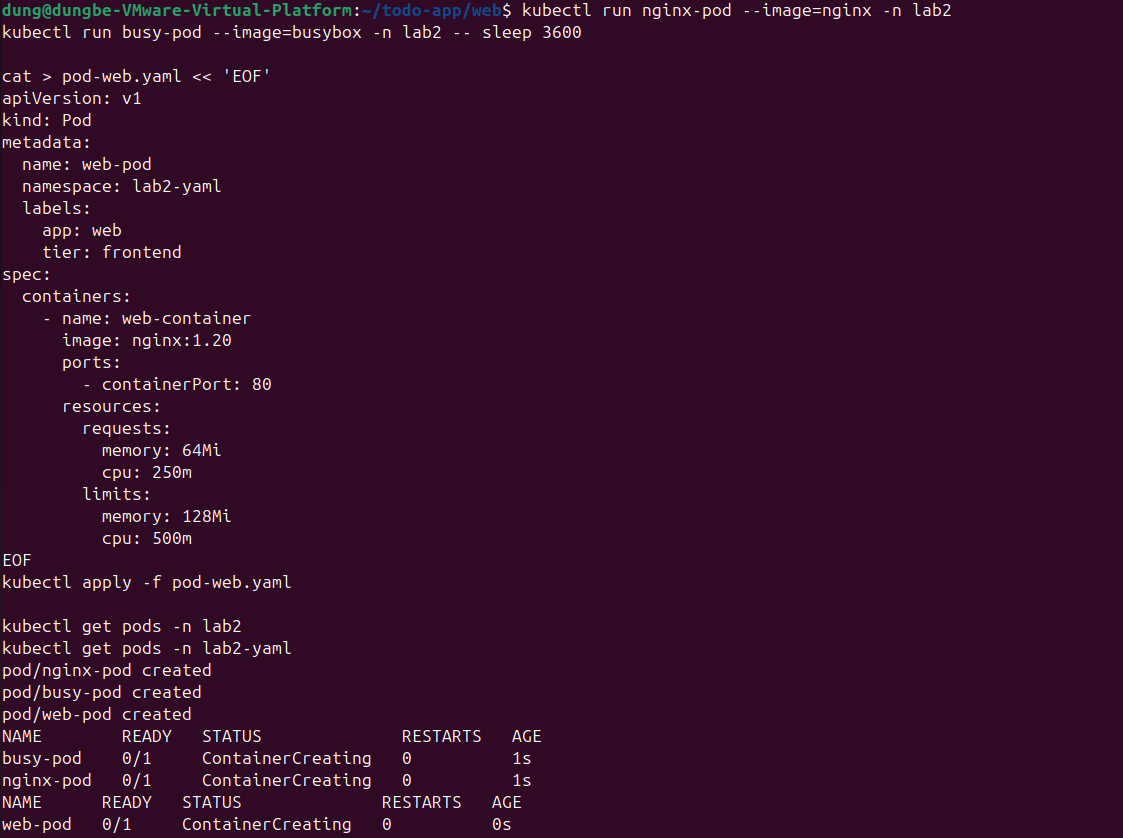 dung@dungbe-VMware-Virtual-Platform:~/todo-app/web$ kubectl run nginx-pod --image=nginx -n lab2
kubectl run busy-pod --image=busybox -n lab2 -- sleep 3600

cat > pod-web.yaml << 'EOF'
apiVersion: v1
kind: Pod
metadata:
  name: web-pod
  namespace: lab2-yaml
  labels:
    app: web
    tier: frontend
spec:
  containers:
    - name: web-container
      image: nginx:1.20
      ports:
        - containerPort: 80
      resources:
        requests:
          memory: 64Mi
          cpu: 250m
        limits:
          memory: 128Mi
          cpu: 500m
EOF
kubectl apply -f pod-web.yaml

kubectl get pods -n lab2
kubectl get pods -n lab2-yaml
pod/nginx-pod created
pod/busy-pod created
pod/web-pod created
NAME        READY   STATUS              RESTARTS   AGE
busy-pod    0/1     ContainerCreating   0          1s
nginx-pod   0/1     ContainerCreating   0          1s
NAME      READY   STATUS              RESTARTS   AGE
web-pod   0/1     ContainerCreating   0          0s